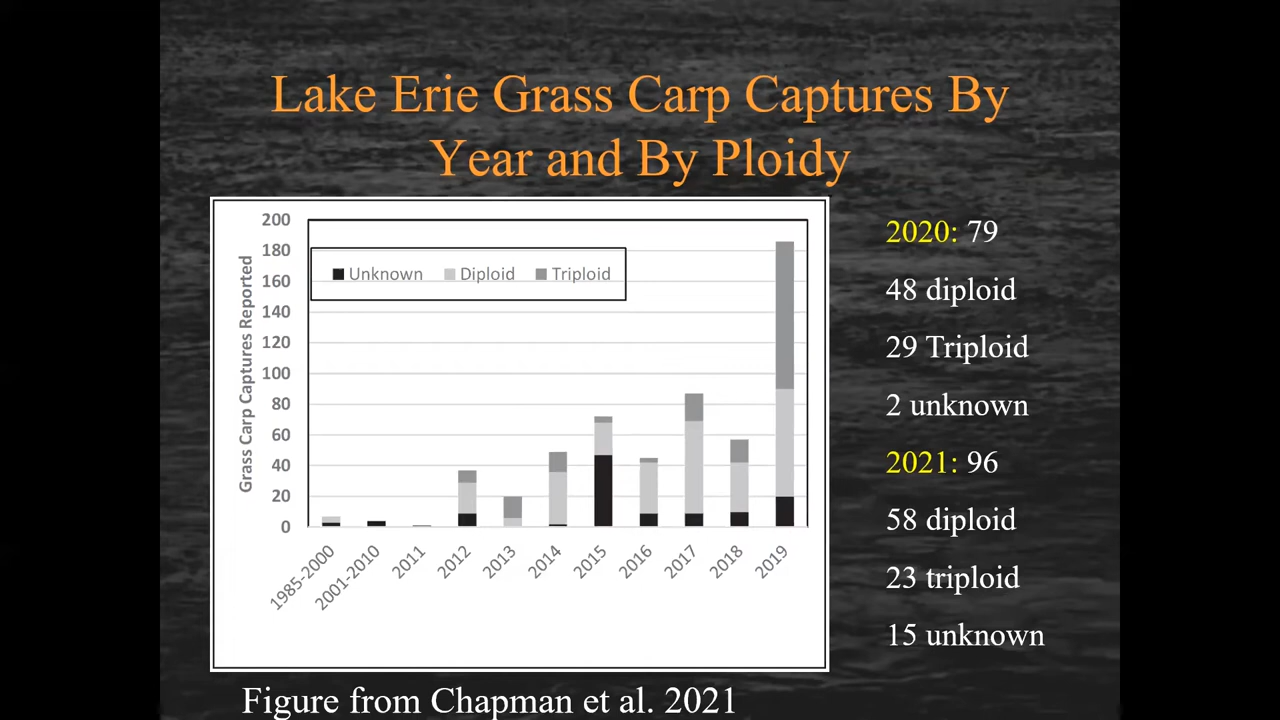 Lake Erie Grass Carp Captures By
Year and By Ploidy
Grass Carp Captures Reported
200
180
160
140
120
100
80
60
40
20
0
Unknown Diploid Triploid
1985-2000
2001-2010
2011
2012
2013
2014
2015
2016
2017
2018
2019
2020: 79
48 diploid
29 Triploid
2 unknown
2021: 96
58 diploid
23 triploid
15 unknown
Figure from Chapman et al. 2021